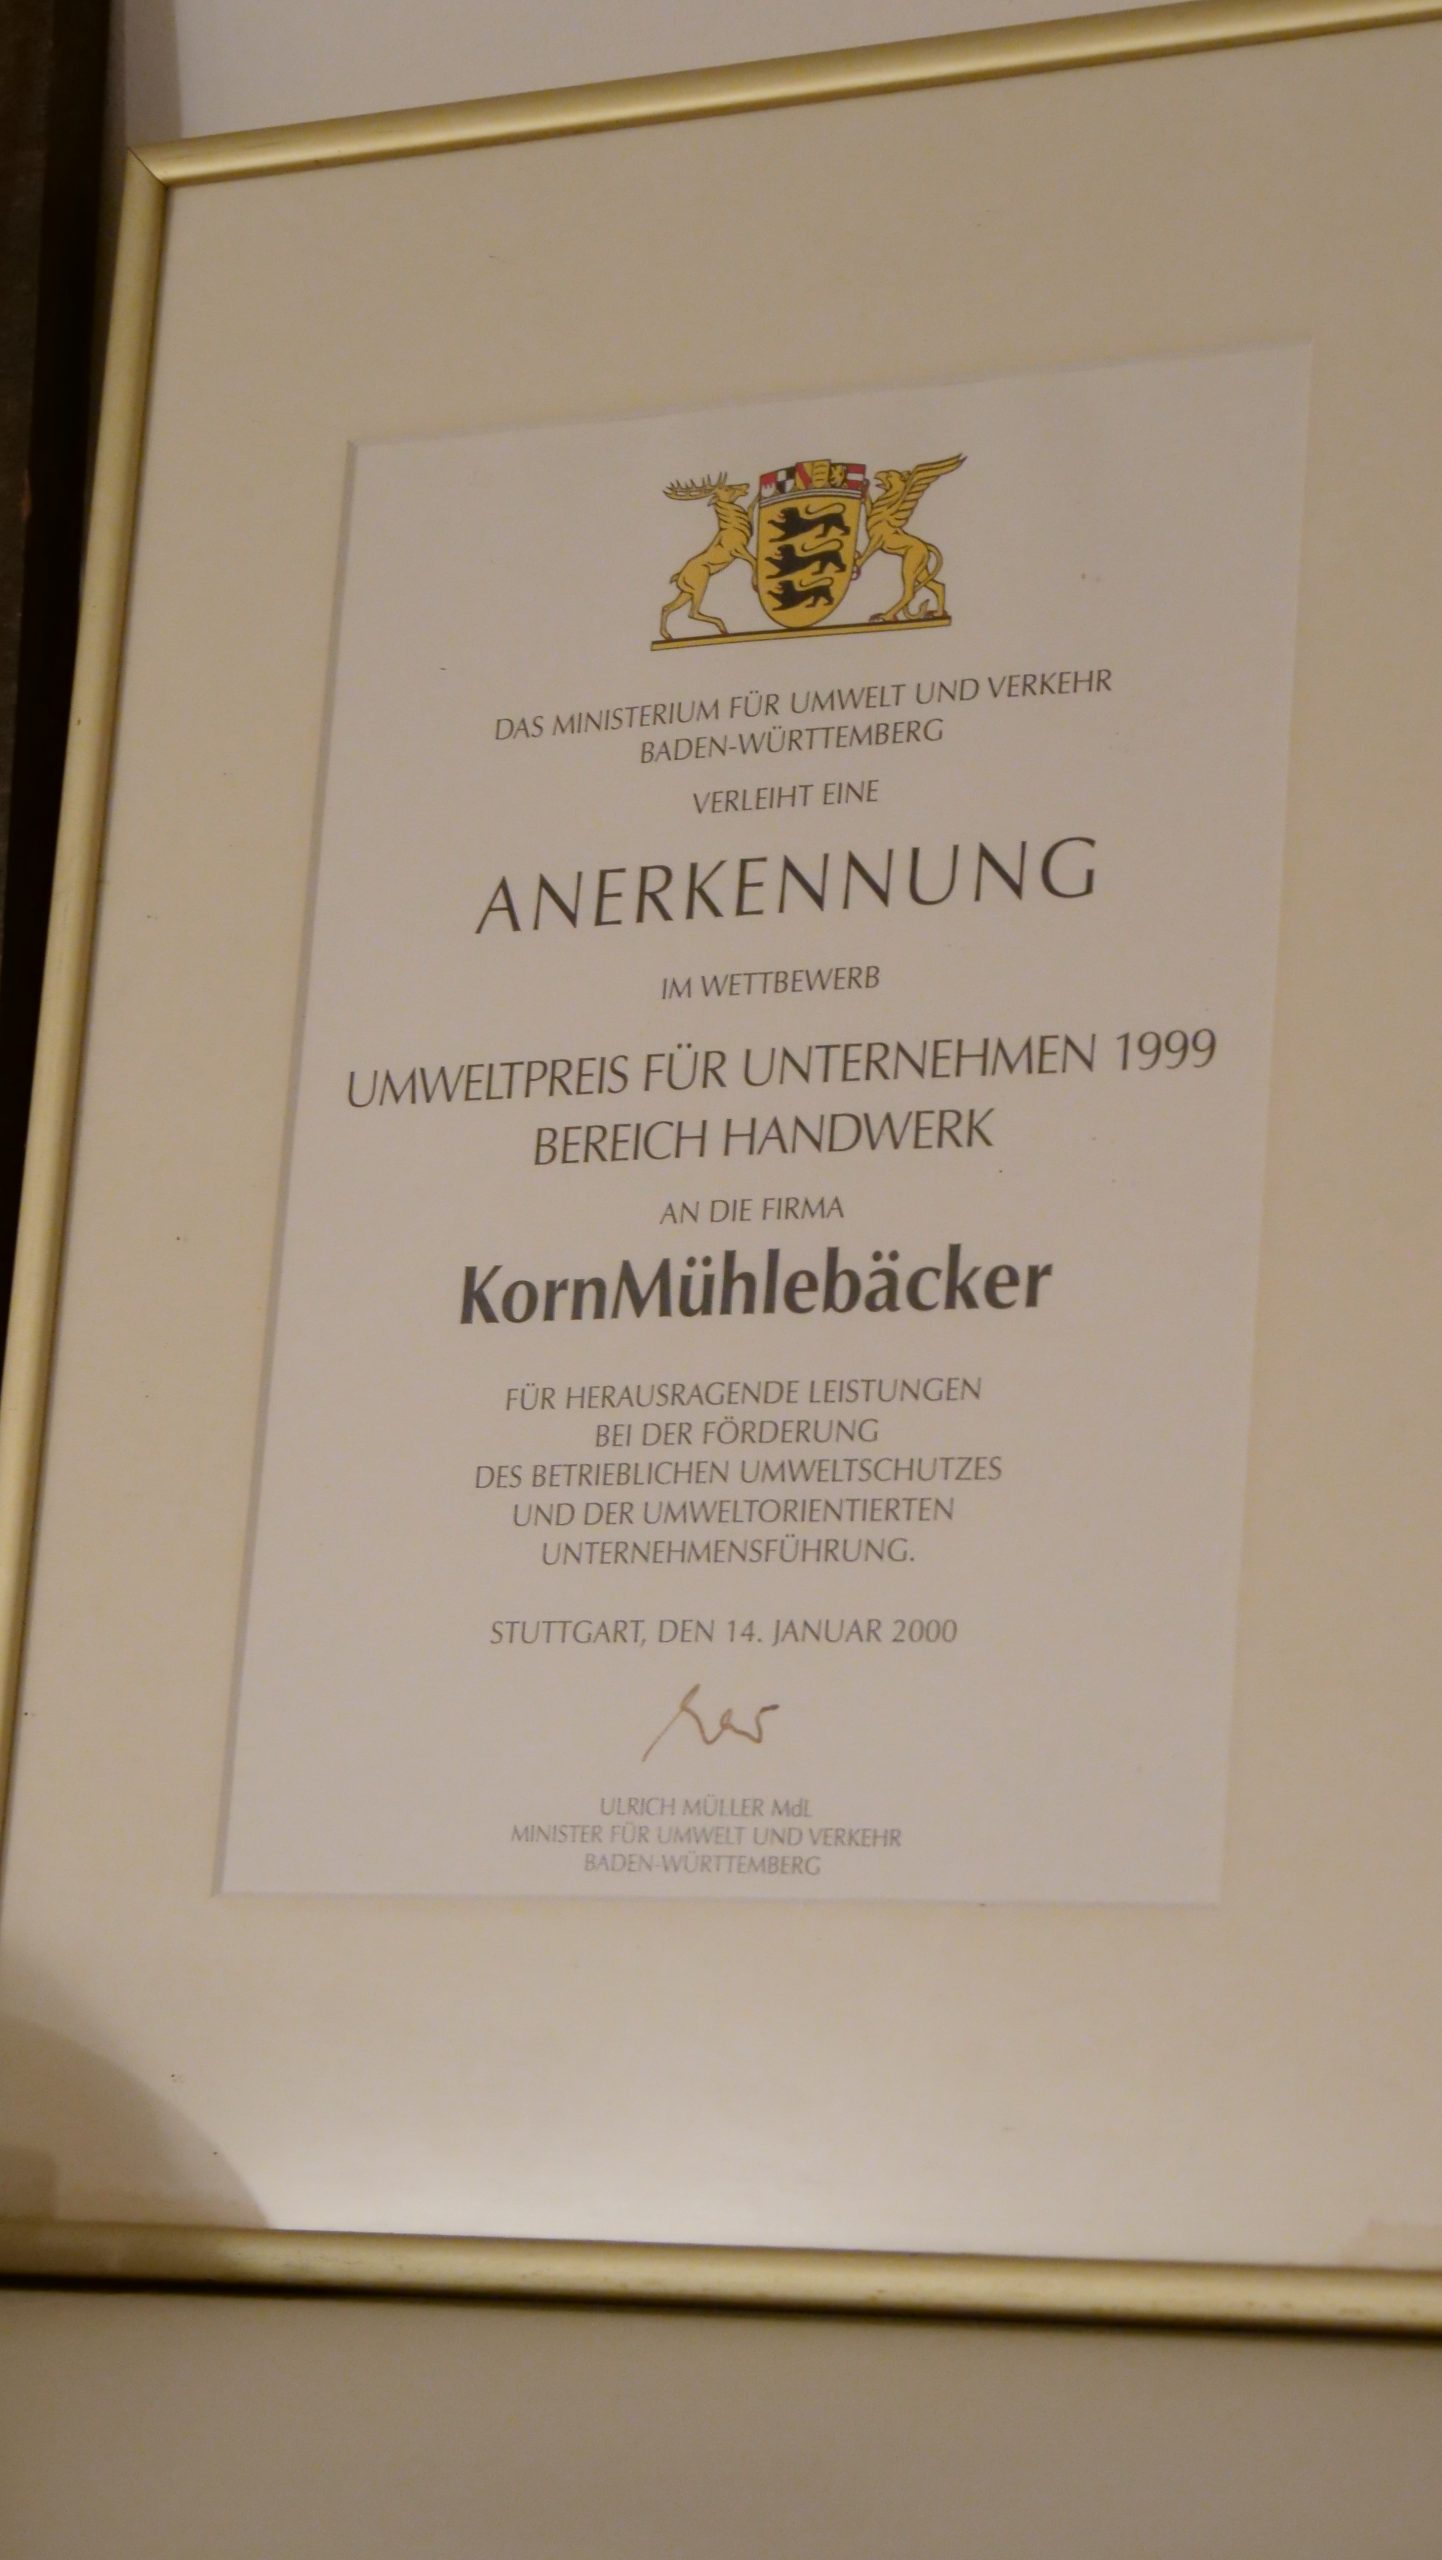 DAS MINISTERIUM FÜR UMWELT UND VERKEHR
BADEN-WÜRTTEMBERG
VERLEIHT EINE
ANERKENNUNG
IM WETTBEWERB
UMWELTPREIS FÜR UNTERNEHMEN 1999
BEREICH HANDWERK
AN DIE FIRMA
KornMühlebäcker
FÜR HERAUSRAGENDE LEISTUNGEN
BEI DER FÖRDERUNG
DES BETRIEBLICHEN UMWELTSCHUTZES
UND DER UMWELTORIENTIERTEN
UNTERNEHMENSFÜHRUNG.
STUTTGART, DEN 14. JANUAR 2000
ULRICH MÜLLER MdL
MINISTER FÜR UMWELT UND VERKEHR
BADEN-WÜRTTEMBERG